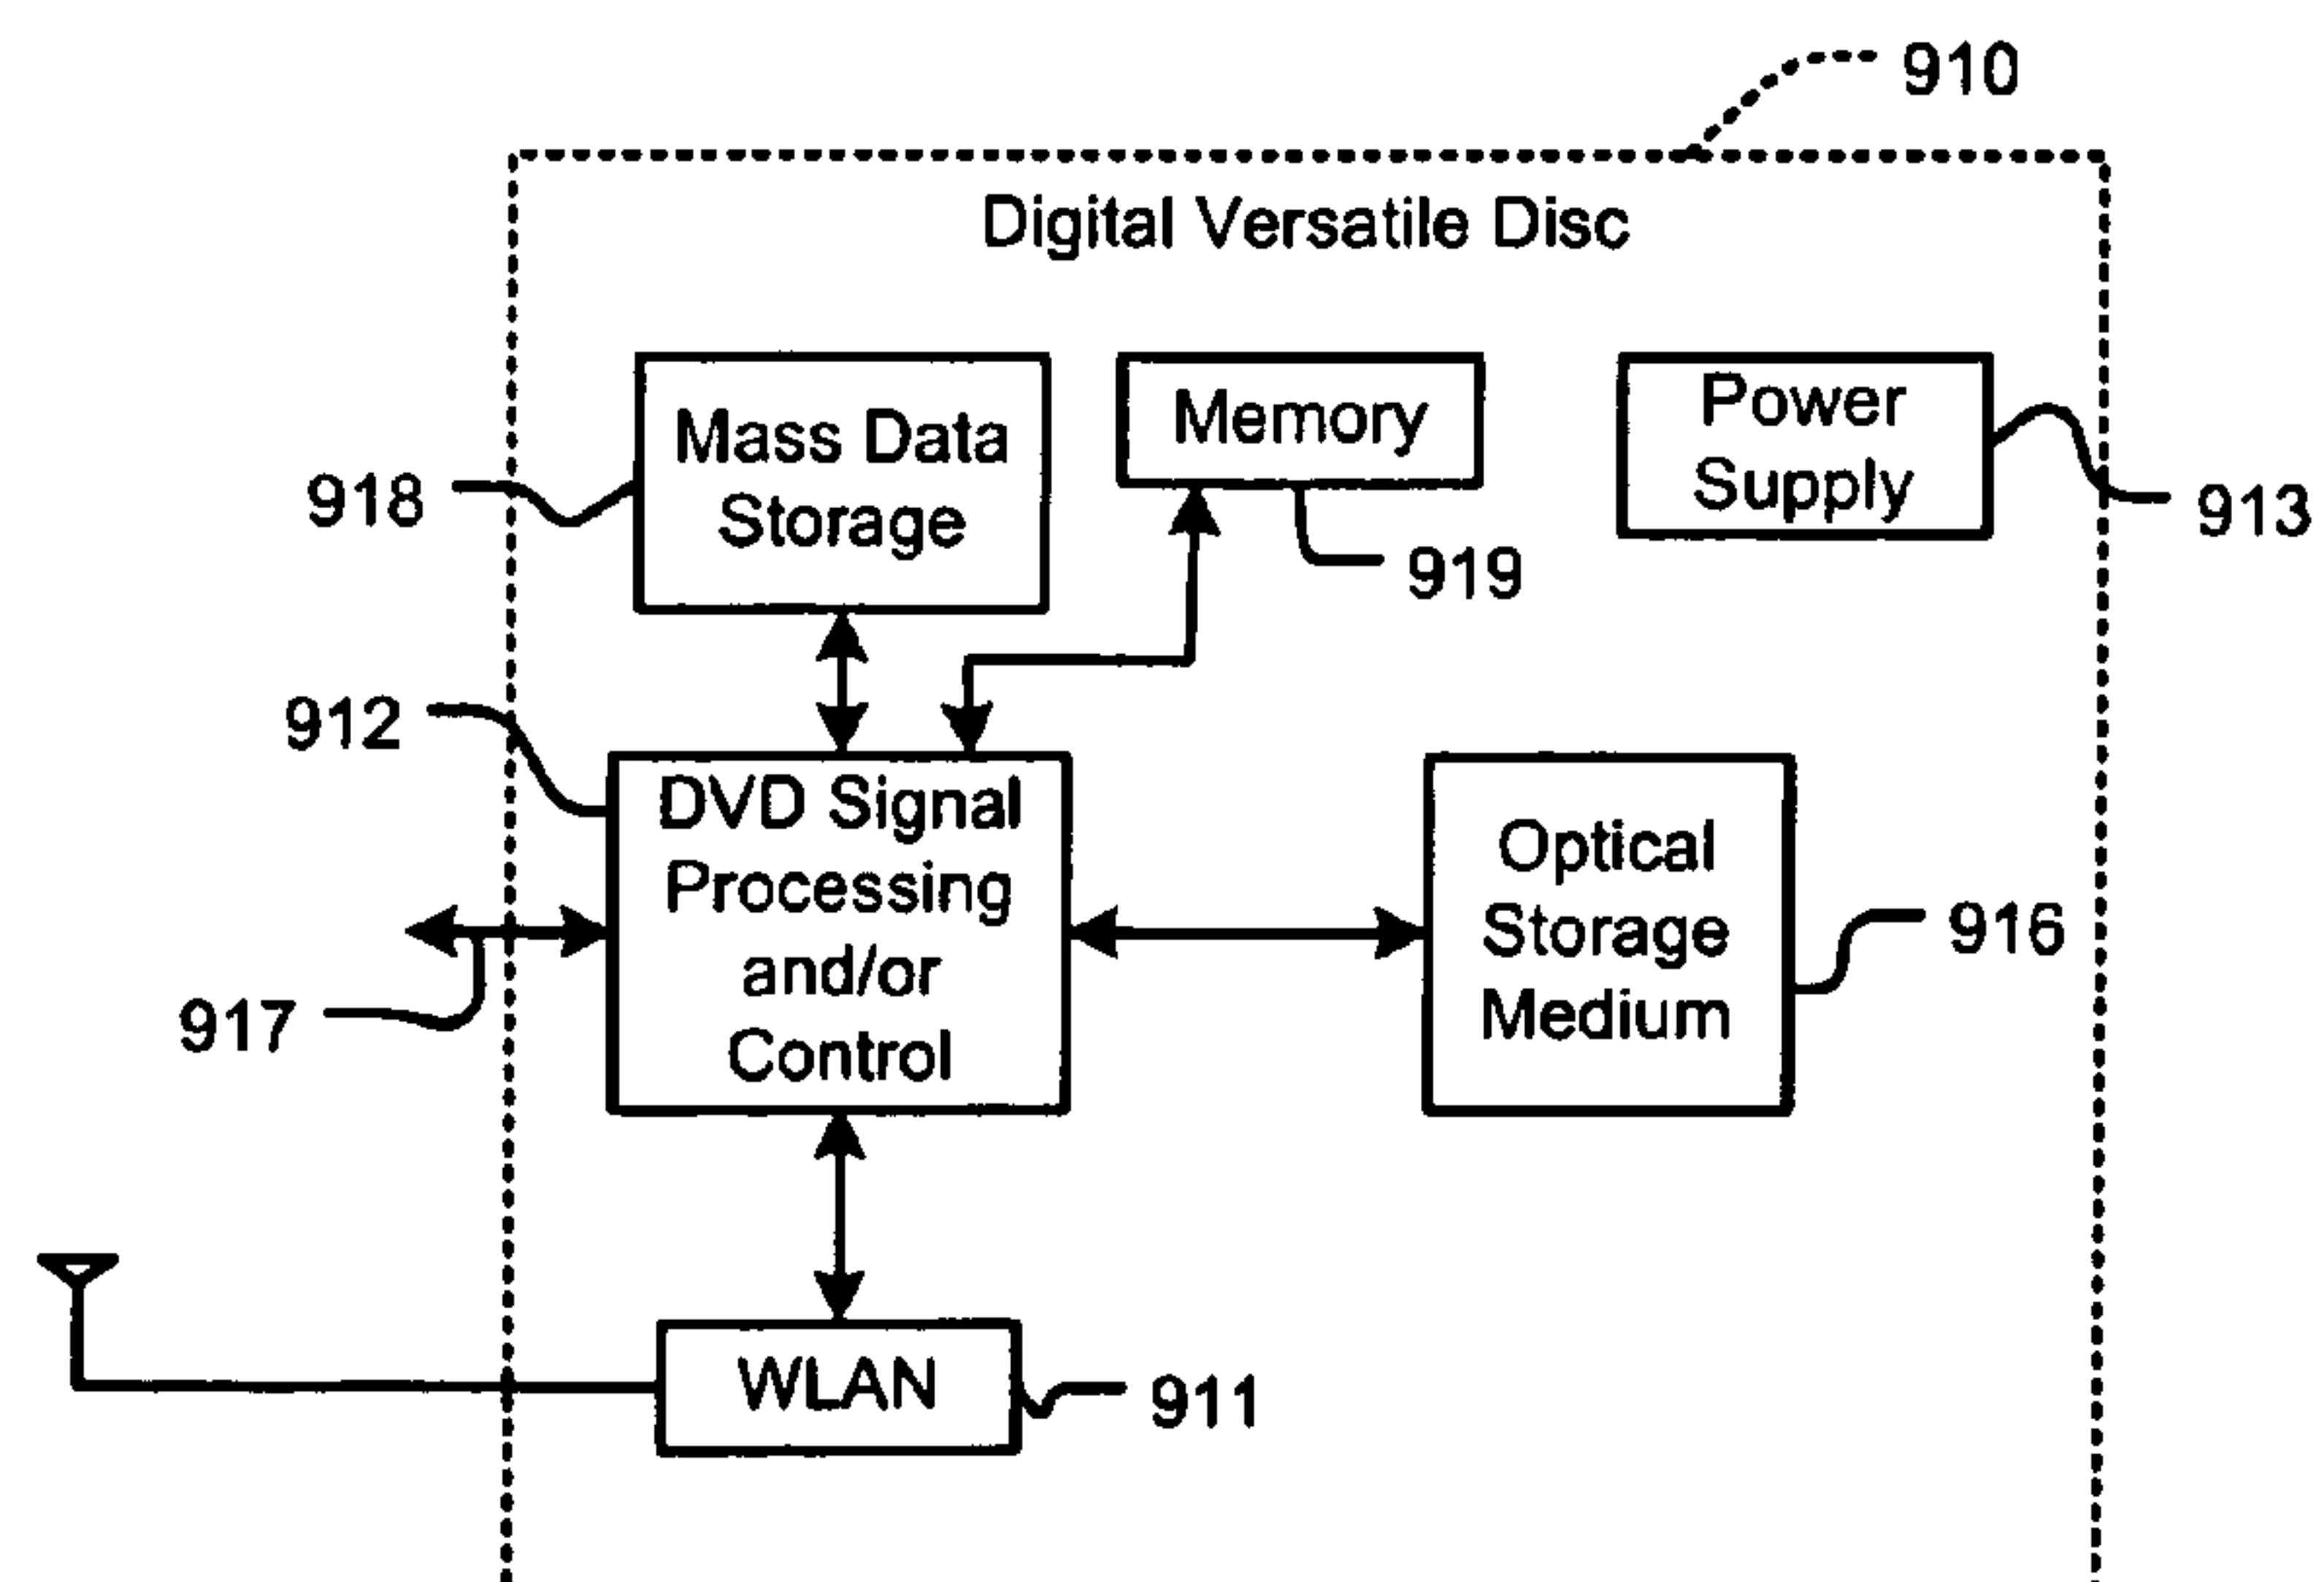 910
Digital Versatile Disc
Mass Data
Storage
918
Memory
919
Power
Supply
913
912
DVD Signal
Processing
and/or
Control
917
Optical
Storage
Medium
916
WLAN
911